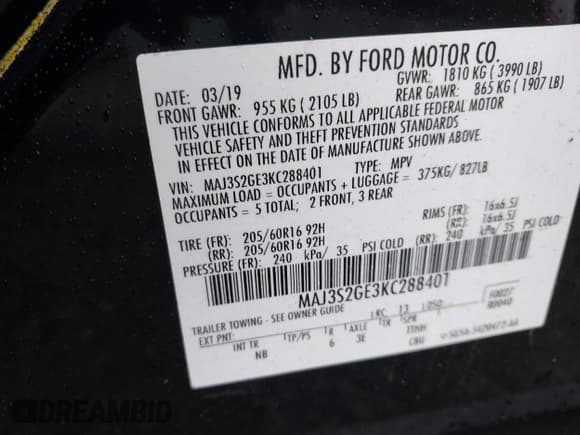 MFD. BY FORD MOTOR CO.
DATE: 03/19 GVWR: 1810 KG ( 3990 LB)
FRONT GAWR: 955 KG ( 2105 LB) REAR GAWR: 865 KG ( 1907 LB)
THIS VEHICLE CONFORMS TO ALL APPLICABLE FEDERAL MOTOR
VEHICLE SAFETY AND THEFT PREVENTION STANDARDS
IN EFFECT ON THE DATE OF MANUFACTURE SHOWN ABOVE.
VIN: MAJ3S2GE3KC288401 TYPE: MPV
MAXIMUM LOAD = OCCUPANTS + LUGGAGE = 375KG/ 827LB
OCCUPANTS = 5 TOTAL; 2 FRONT, 3 REAR
TIRE (FR): 205/60R16 92H RIMS (FR): 16x6.5J
(RR): 205/60R16 92H (RR): 16x6.5J
PRESSURE (FR): 240 kPa/ 35 PSI COLD (RR): 240 kPa/ 35 PSI COLD
MAJ3S2GE3KC288401
TRAILER TOWING - SEE OWNER GUIDE
EXT PNT: RC: 13 DSO:
INT TR TP/PS R AXLE TR SPR
NB 6 3E
DREAMBID